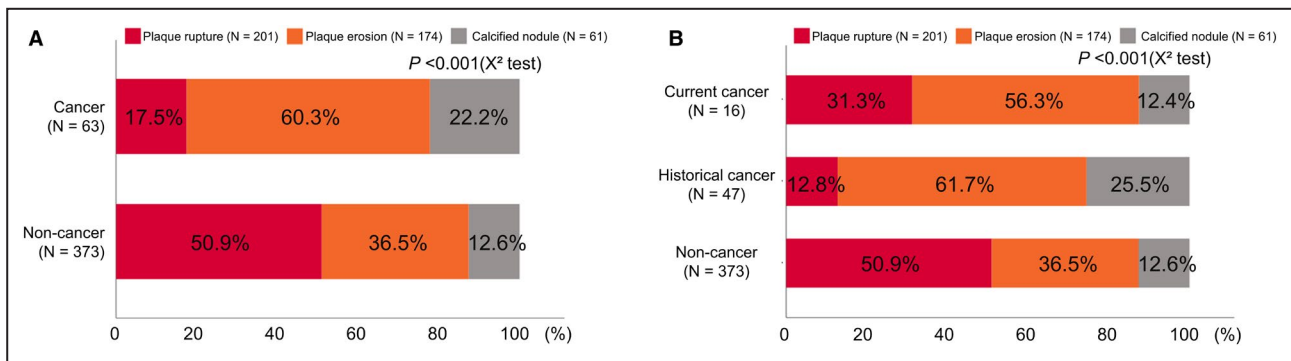 A
Plaque rupture (N = 201) Plaque erosion (N = 174) Calcified nodule (N = 61)
P <0.001(X² test)
Cancer
(N = 63)
17.5% 60.3% 22.2%
Non-cancer
(N = 373)
50.9% 36.5% 12.6%
0 20 40 60 80 100 (%)
B
Plaque rupture (N = 201) Plaque erosion (N = 174) Calcified nodule (N = 61)
P <0.001(X² test)
Current cancer
(N = 16)
31.3% 56.3% 12.4%
Historical cancer
(N = 47)
12.8% 61.7% 25.5%
Non-cancer
(N = 373)
50.9% 36.5% 12.6%
0 20 40 60 80 100 (%)